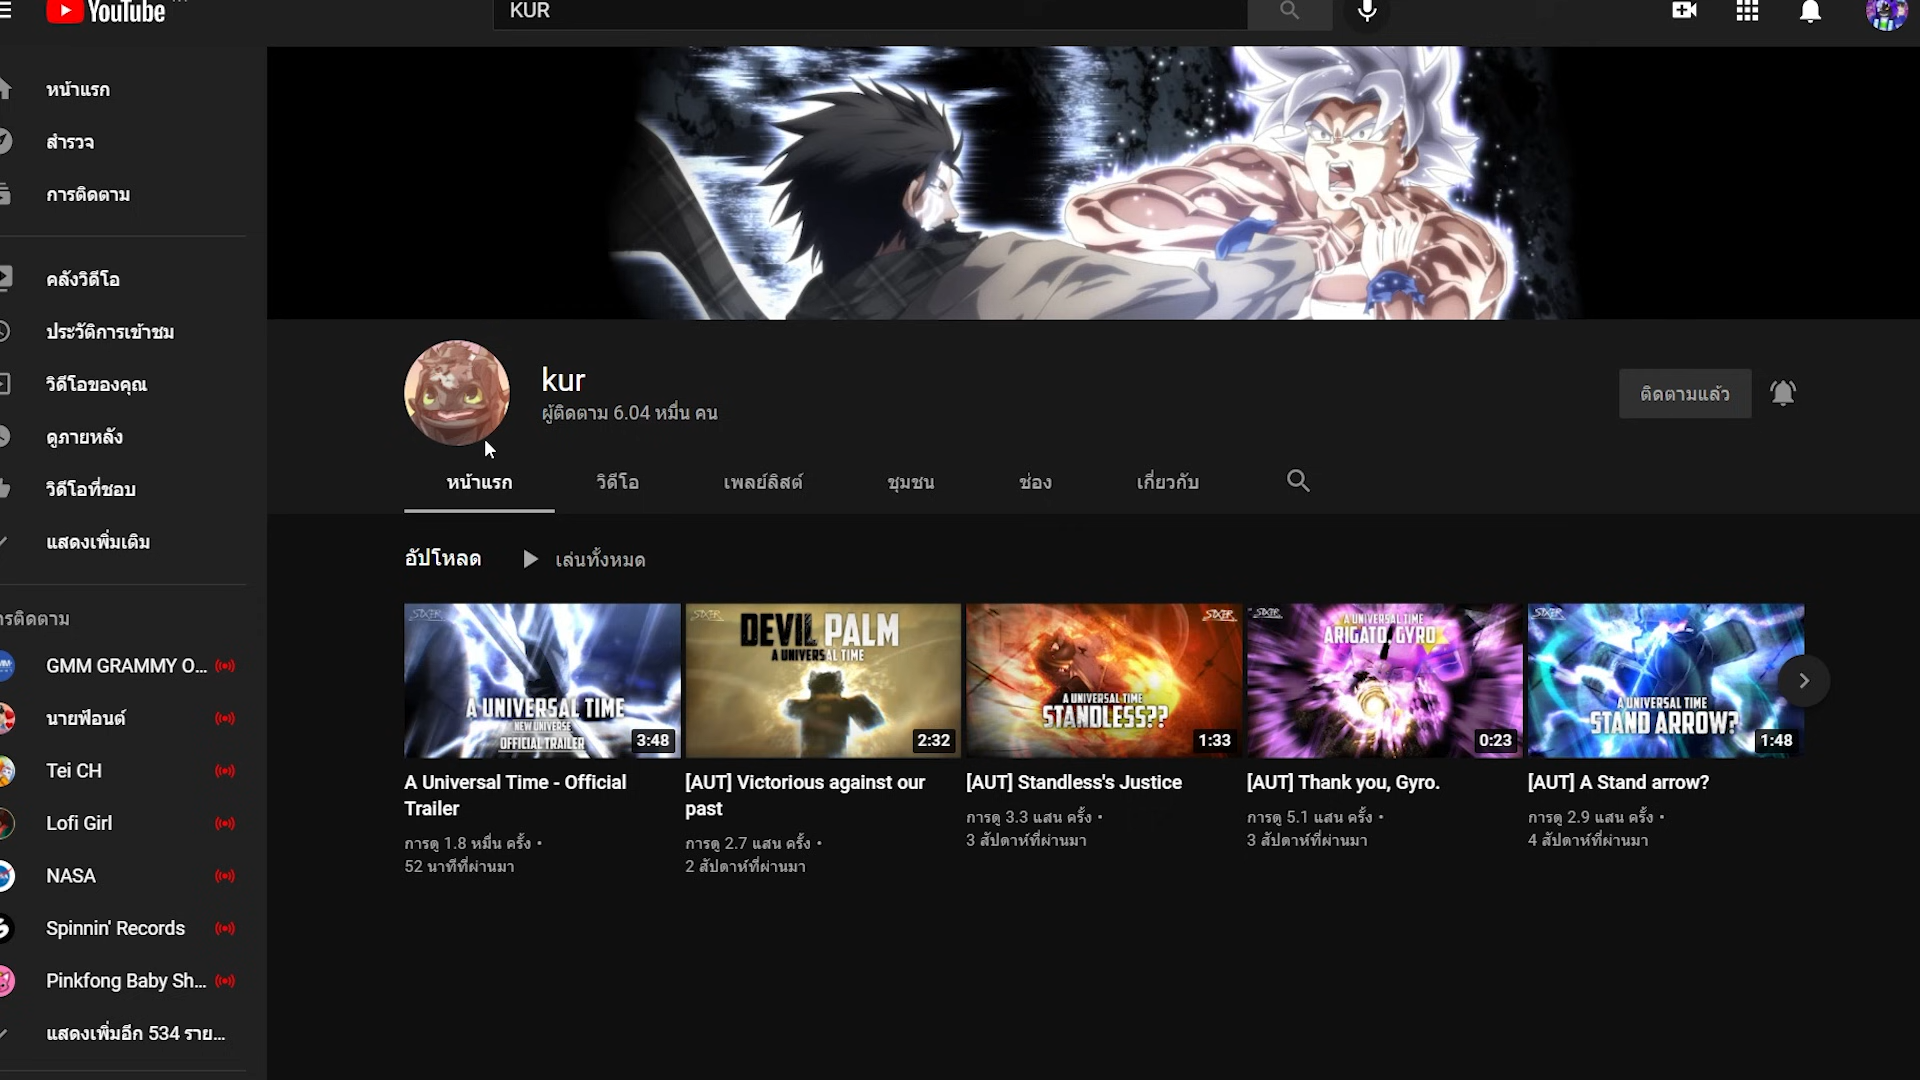 YouTube
KUR
หน้าแรก
สำรวจ
การติดตาม
คลังวิดีโอ
ประวัติการเข้าชม
วิดีโอของคุณ
ดูภายหลัง
วิดีโอที่ชอบ
แสดงเพิ่มเติม
รติดตาม
GMM GRAMMY O...
นายฟ้อนต์
Tei CH
Lofi Girl
NASA
Spinnin' Records
Pinkfong Baby Sh...
แสดงเพิ่มอีก 534 ราย...
kur
ผู้ติดตาม 6.04 หมื่น คน
ติดตามแล้ว
หน้าแรก
วิดีโอ
เพลย์ลิสต์
ชุมชน
ช่อง
เกี่ยวกับ
อัปโหลด
เล่นทั้งหมด
A UNIVERSAL TIME
NEW UNIVERSE
OFFICIAL TRAILER
3:48
A Universal Time - Official
Trailer
การดู 1.8 หมื่น ครั้ง •
52 นาทีที่ผ่านมา
DEVIL PALM
A UNIVERSAL TIME
2:32
[AUT] Victorious against our
past
การดู 2.7 แสน ครั้ง •
2 สัปดาห์ที่ผ่านมา
A UNIVERSAL TIME
STANDLESS??
1:33
[AUT] Standless's Justice
การดู 3.3 แสน ครั้ง •
3 สัปดาห์ที่ผ่านมา
A UNIVERSAL TIME
ARIGATO, GYRO
0:23
[AUT] Thank you, Gyro.
การดู 5.1 แสน ครั้ง •
3 สัปดาห์ที่ผ่านมา
A UNIVERSAL TIME
STAND ARROW?
1:48
[AUT] A Stand arrow?
การดู 2.9 แสน ครั้ง •
4 สัปดาห์ที่ผ่านมา